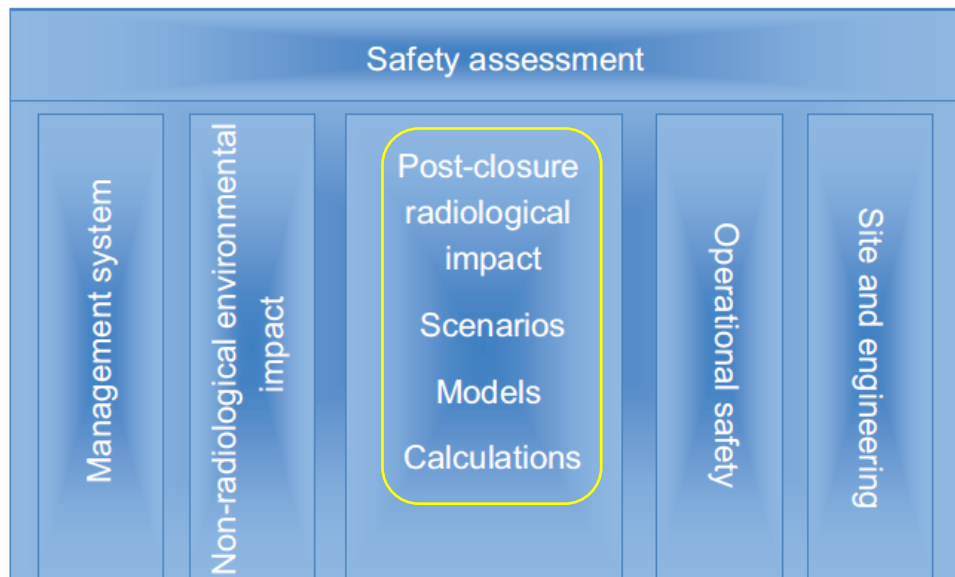 Safety assessment
Management system
Non-radiological environmental
impact
Post-closure
radiological
impact
Scenarios
Models
Calculations
Operational safety
Site and engineering